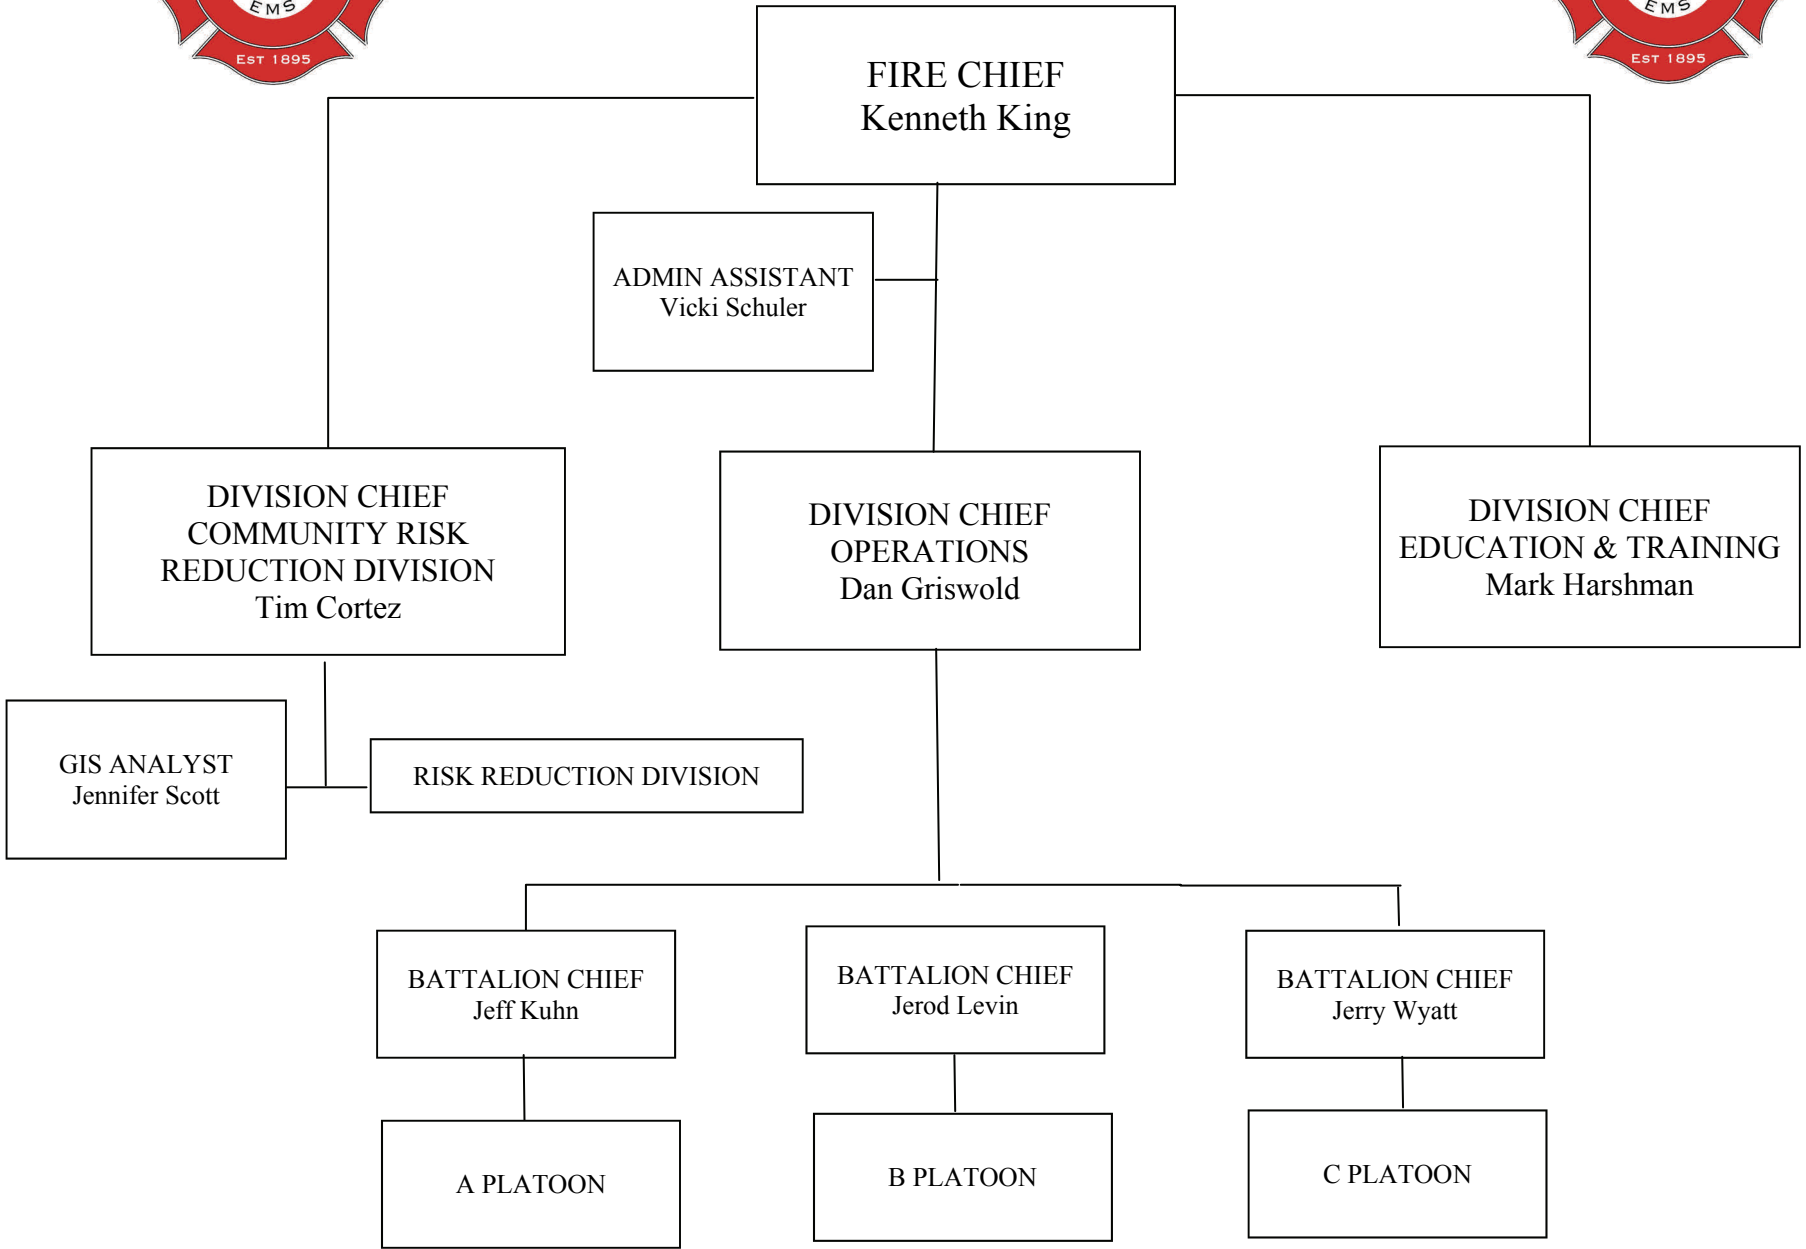 EMS
EST 1895
EMS
EST 1895
FIRE CHIEF
Kenneth King
ADMIN ASSISTANT
Vicki Schuler
DIVISION CHIEF
COMMUNITY RISK
REDUCTION DIVISION
Tim Cortez
DIVISION CHIEF
OPERATIONS
Dan Griswold
DIVISION CHIEF
EDUCATION & TRAINING
Mark Harshman
GIS ANALYST
Jennifer Scott
RISK REDUCTION DIVISION
BATTALION CHIEF
Jeff Kuhn
BATTALION CHIEF
Jerod Levin
BATTALION CHIEF
Jerry Wyatt
A PLATOON
B PLATOON
C PLATOON